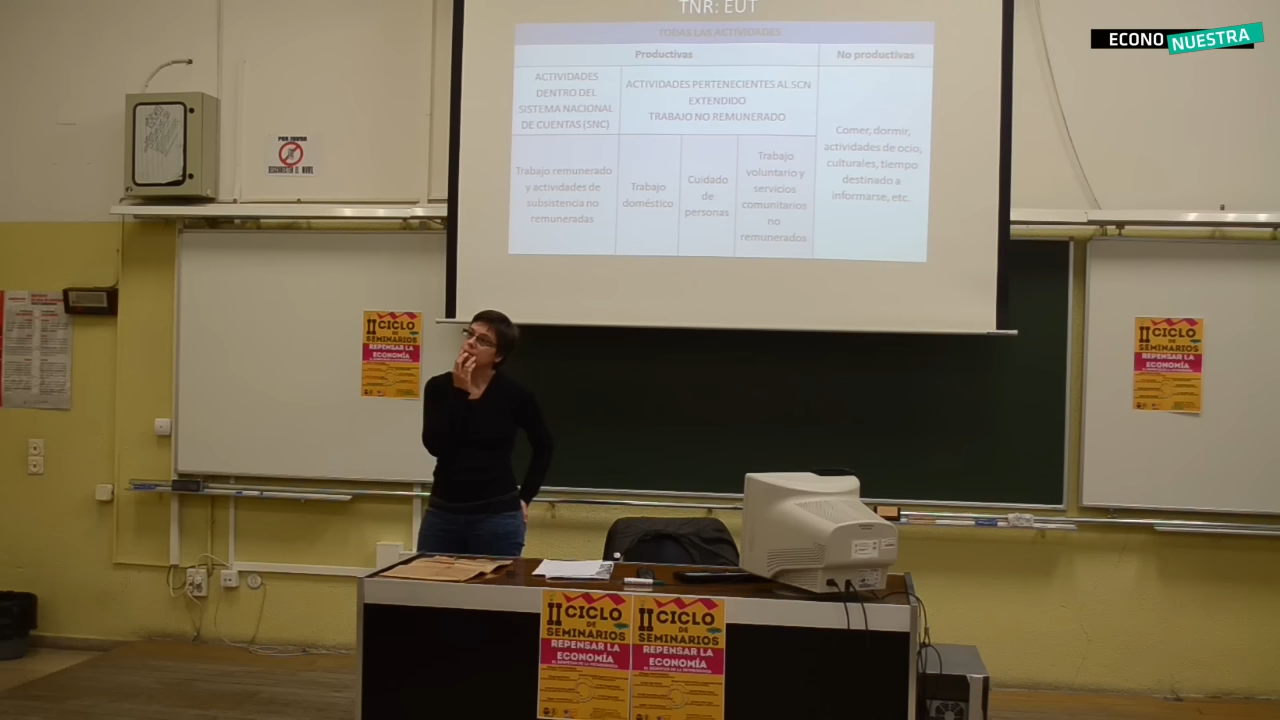 TNR: EUT
TODAS LAS ACTIVIDADES
Productivas
No productivas
ACTIVIDADES
DENTRO DEL
SISTEMA NACIONAL
DE CUENTAS (SNC)
ACTIVIDADES PERTENECIENTES AL SCN
EXTENDIDO
TRABAJO NO REMUNERADO
Trabajo remunerado
y actividades de
subsistencia no
remuneradas
Trabajo
doméstico
Cuidado
de
personas
Trabajo
voluntario y
servicios
comunitarios
no
remunerados
Comer, dormir,
actividades de ocio,
culturales, tiempo
destinado a
informarse, etc.
ECONO
NUESTRA
POR FAVOR
II CICLO
DE
SEMINARIOS
REPENSAR LA
ECONOMÍA
II CICLO
DE
SEMINARIOS
REPENSAR LA
ECONOMÍA
II CICLO
DE
SEMINARIOS
REPENSAR LA
ECONOMÍA
II CICLO
DE
SEMINARIOS
REPENSAR LA
ECONOMÍA